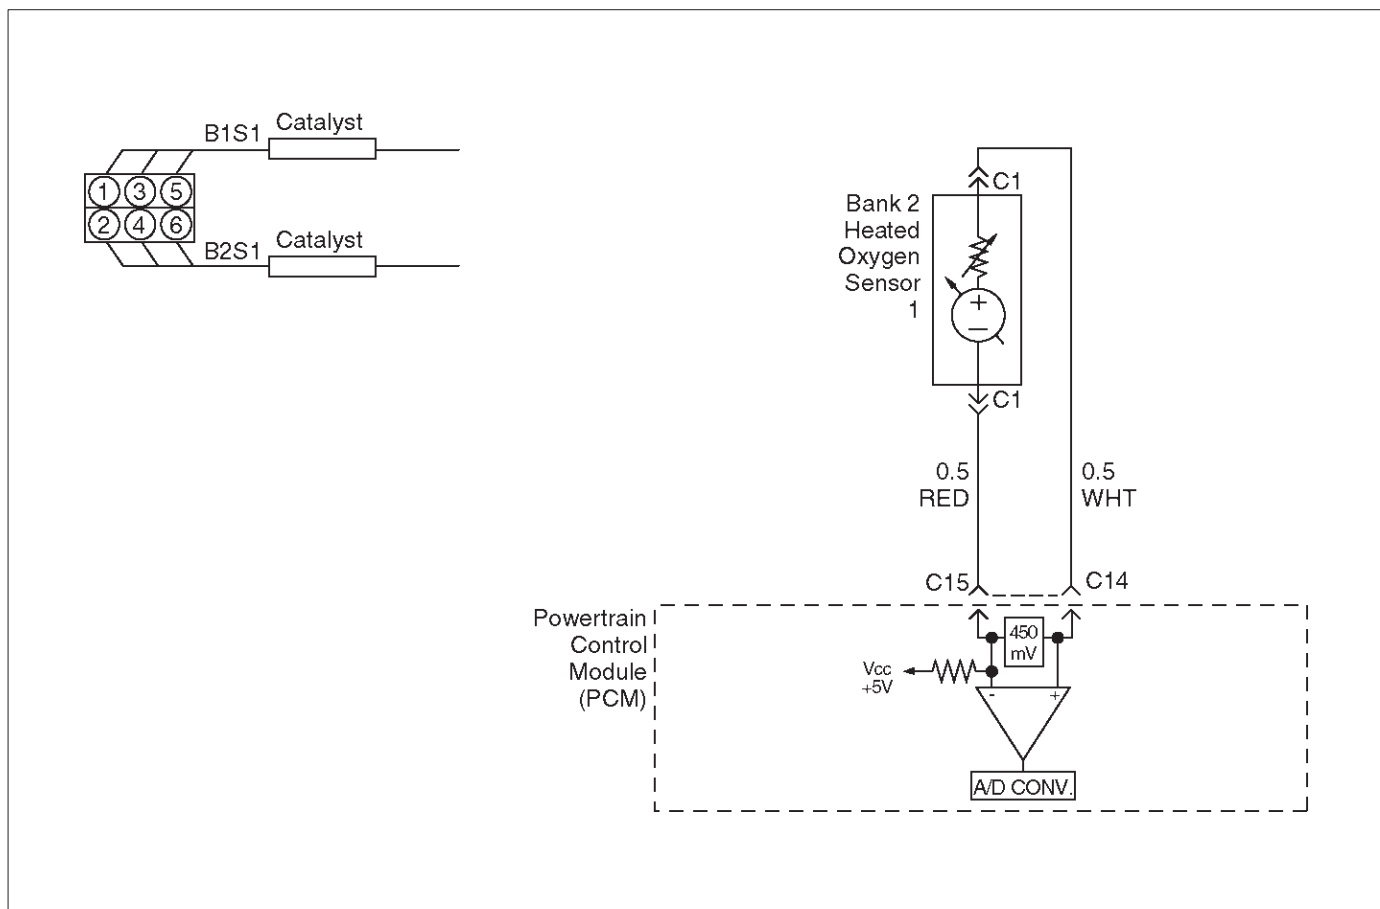 B1S1 Catalyst
1 3 5
2 4 6
B2S1 Catalyst
C1
Bank 2
Heated
Oxygen
Sensor
1
+
—
C1
0.5
RED
0.5
WHT
C15
C14
Powertrain
Control
Module
(PCM)
450
mV
Vcc
+5V
- +
A/D CONV.